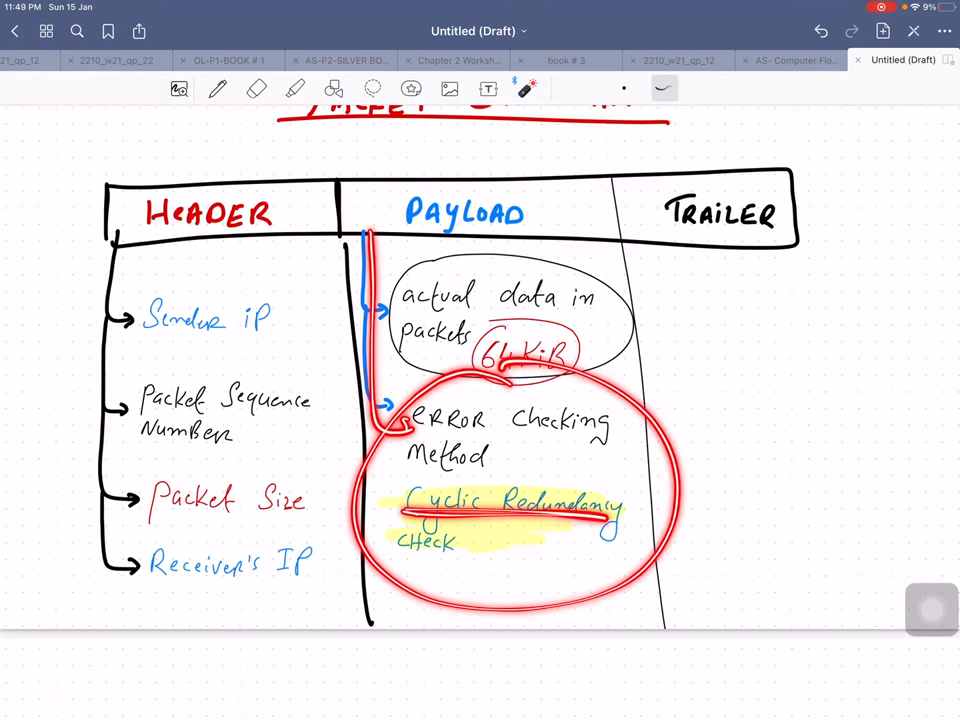 11:49 PM Sun 15 Jan
9%
Untitled (Draft)
21_qp_12
2210_w21_qp_22
OL-P1-BOOK # 1
AS-P2-SILVER BO...
Chapter 2 Worksh...
book # 3
2210_w21_qp_12
AS- Computer Flo...
Untitled (Draft)
HEADER
PAYLOAD
TRAILER
Sender iP
Packet Sequence
Number
Packet Size
Receiver's IP
actual data in
packets 64 KiB
ERROR Checking
Method
Cyclic Redundancy
CHeck